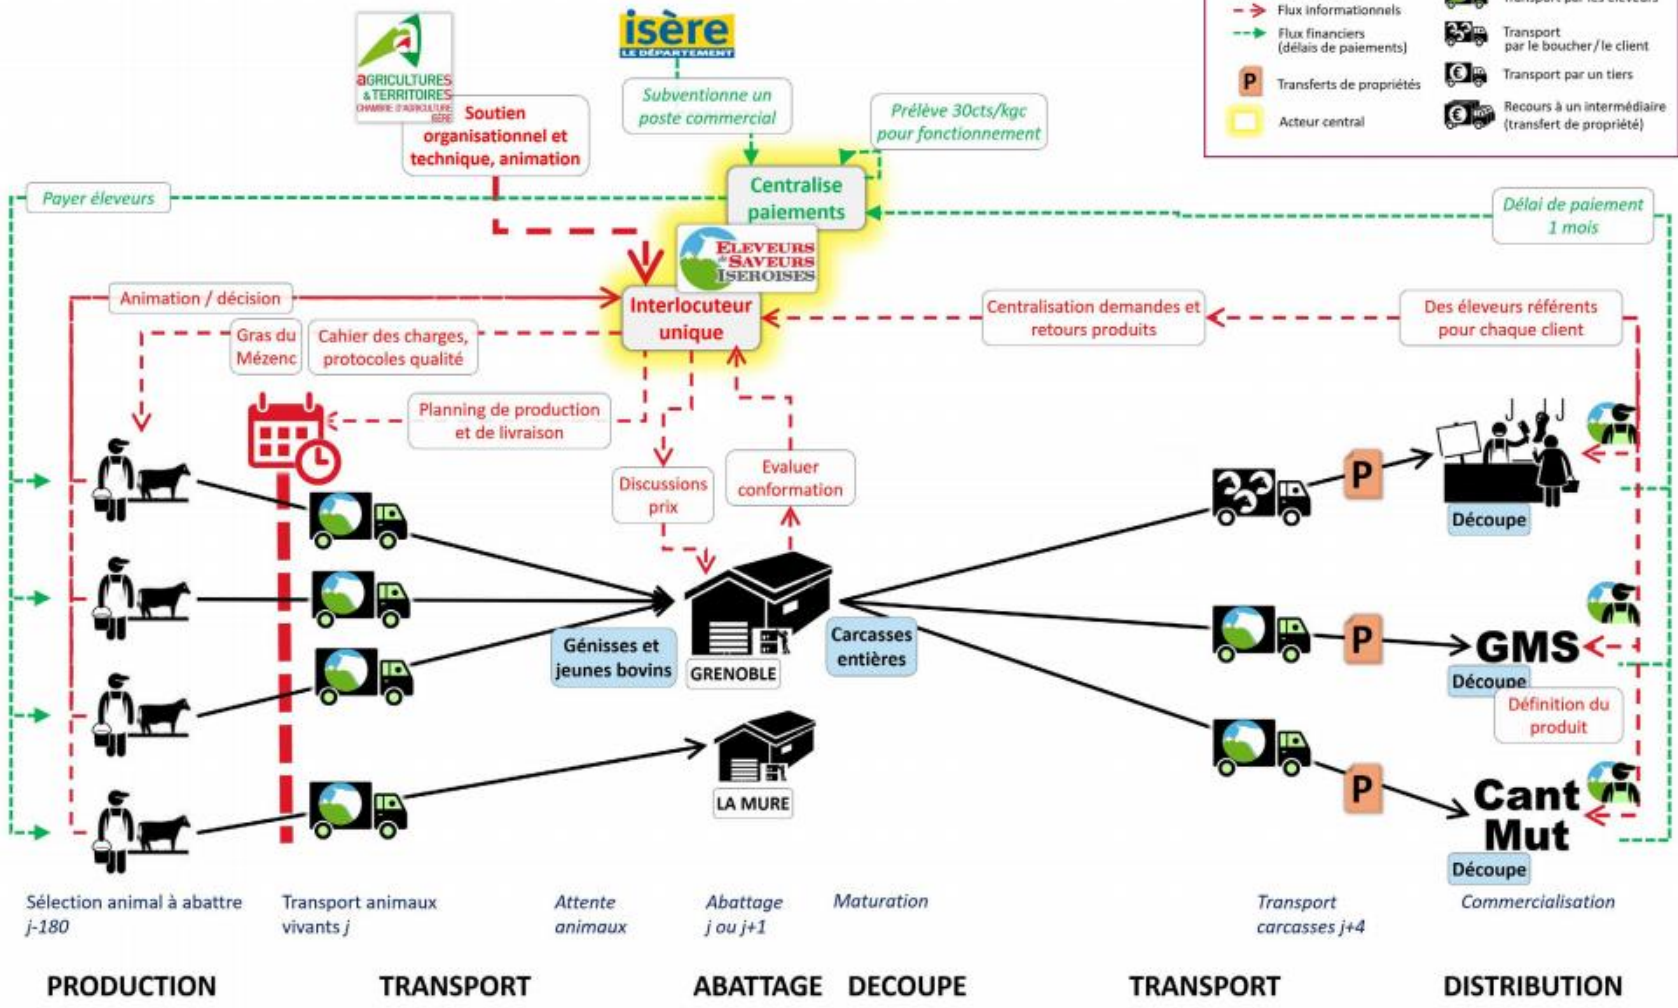 aGRICULTURES
& TERRITOIRES
CHAMBRE D'AGRICULTURE
ISÈRE
isère
LE DÉPARTEMENT
Flux informationnels
Flux financiers
(délais de paiements)
P
Transferts de propriétés
Acteur central
Transport par les éleveurs
Transport
par le boucher/le client
Transport par un tiers
Recours à un intermédiaire
(transfert de propriété)
Soutien
organisationnel et
technique, animation
Subventionne un
poste commercial
Prélève 30cts/kgc
pour fonctionnement
Payer éleveurs
Centralise
paiements
Délai de paiement
1 mois
ELEVEURS
de SAVEURS
ISEROISES
Animation / décision
Interlocuteur
unique
Centralisation demandes et
retours produits
Des éleveurs référents
pour chaque client
Gras du
Mézenc
Cahier des charges,
protocoles qualité
Planning de production
et de livraison
Discussions
prix
Evaluer
conformation
P
Découpe
Génisses et
jeunes bovins
GRENOBLE
Carcasses
entières
P
GMS
Découpe
Définition du
produit
LA MURE
P
Cant
Mut
Découpe
Sélection animal à abattre
j-180
Transport animaux
vivants j
Attente
animaux
Abattage
j ou j+1
Maturation
Transport
carcasses j+4
Commercialisation
PRODUCTION
TRANSPORT
ABATTAGE
DECOUPE
TRANSPORT
DISTRIBUTION